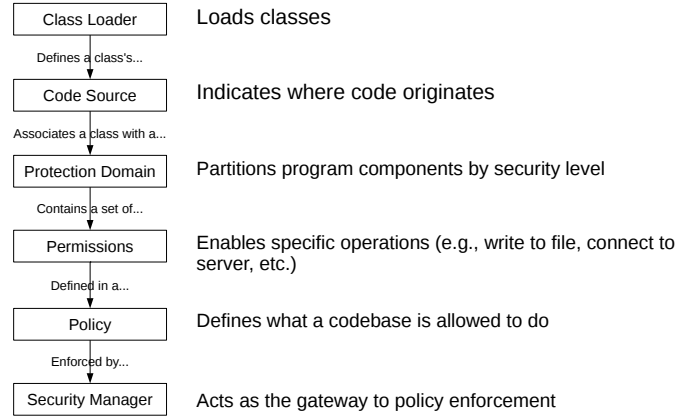 Class Loader
Loads classes
Defines a class's...
Code Source
Indicates where code originates
Associates a class with a...
Protection Domain
Partitions program components by security level
Contains a set of...
Permissions
Enables specific operations (e.g., write to file, connect to
server, etc.)
Defined in a...
Policy
Defines what a codebase is allowed to do
Enforced by...
Security Manager
Acts as the gateway to policy enforcement